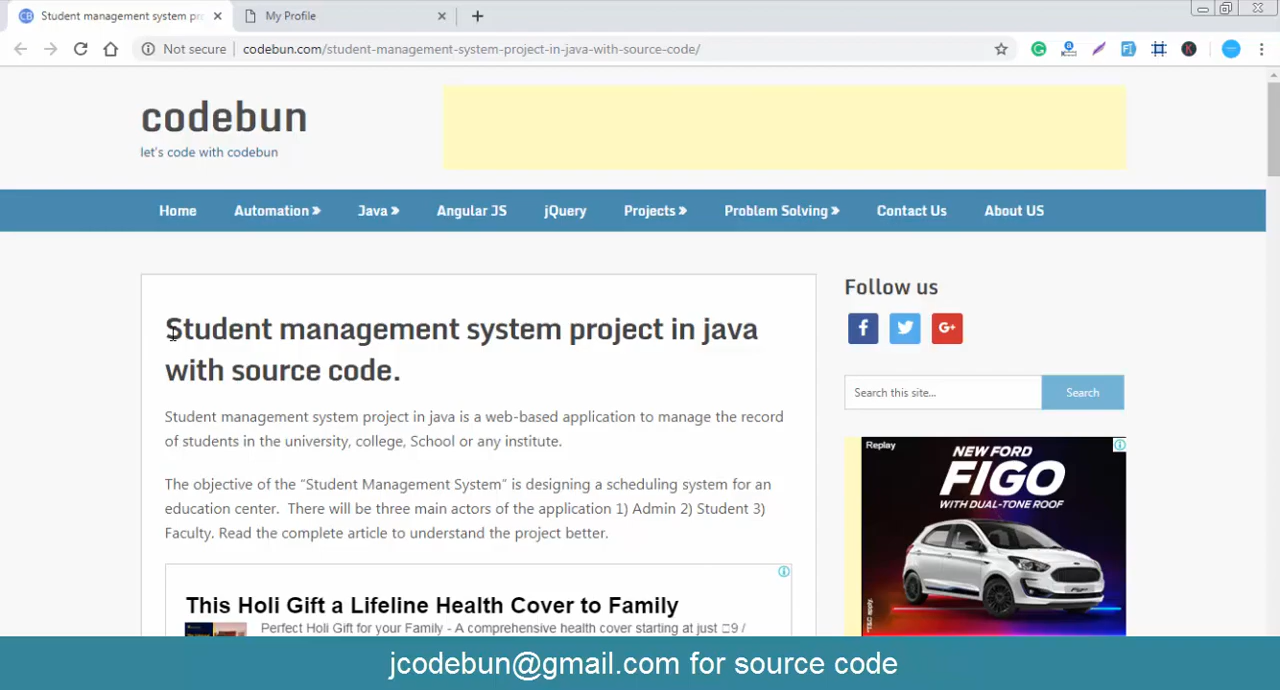 Student management system pr
My Profile
Not secure
codebun.com/student-management-system-project-in-java-with-source-code/
codebun
let's code with codebun
Home
Automation »
Java »
Angular JS
jQuery
Projects »
Problem Solving »
Contact Us
About US
Student management system project in java
with source code.
Student management system project in java is a web-based application to manage the record
of students in the university, college, School or any institute.
The objective of the “Student Management System” is designing a scheduling system for an
education center.  There will be three main actors of the application 1) Admin 2) Student 3)
Faculty. Read the complete article to understand the project better.
This Holi Gift a Lifeline Health Cover to Family
Perfect Holi Gift for your Family - A comprehensive health cover starting at just □9 /
Follow us
f
G+
Search this site...
Search
Replay
NEW FORD
FIGO
WITH DUAL-TONE ROOF
*T&C apply.
jcodebun@gmail.com for source code